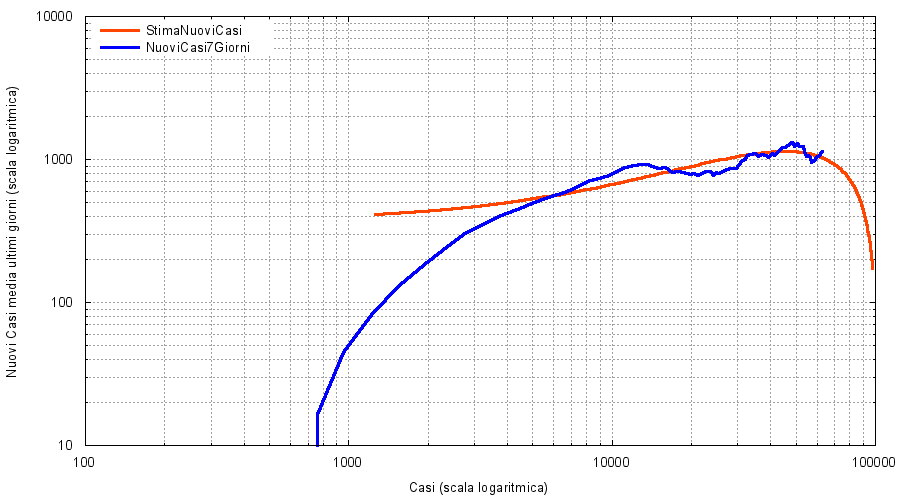 10000
StimaNuoviCasi
NuoviCasi7Giorni
1000
100
10
100 1000 10000 100000
Nuovi Casi media ultimi giorni (scala logaritmica)
Casi (scala logaritmica)